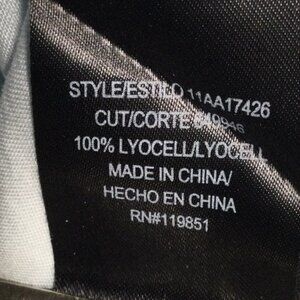 STYLE/ESTILO 11AA17426
CUT/CORTE
100% LYOCELL/LYOCELL
MADE IN CHINA/
HECHO EN CHINA
RN#119851